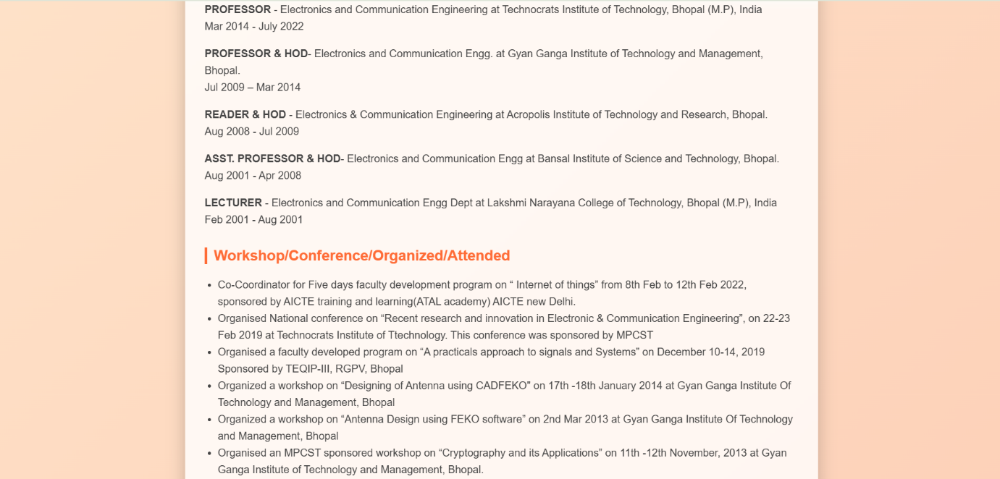 PROFESSOR - Electronics and Communication Engineering at Technocrats Institute of Technology, Bhopal (M.P), India
Mar 2014 - July 2022
PROFESSOR & HOD- Electronics and Communication Engg. at Gyan Ganga Institute of Technology and Management,
Bhopal.
Jul 2009 – Mar 2014
READER & HOD - Electronics & Communication Engineering at Acropolis Institute of Technology and Research, Bhopal.
Aug 2008 - Jul 2009
ASST. PROFESSOR & HOD- Electronics and Communication Engg at Bansal Institute of Science and Technology, Bhopal.
Aug 2001 - Apr 2008
LECTURER - Electronics and Communication Engg Dept at Lakshmi Narayana College of Technology, Bhopal (M.P), India
Feb 2001 - Aug 2001
Workshop/Conference/Organized/Attended
• Co-Coordinator for Five days faculty development program on “ Internet of things” from 8th Feb to 12th Feb 2022,
sponsored by AICTE training and learning(ATAL academy) AICTE new Delhi.
• Organised National conference on “Recent research and innovation in Electronic & Communication Engineering”, on 22-23
Feb 2019 at Technocrats Institute of Ttechnology. This conference was sponsored by MPCST
• Organised a faculty developed program on “A practicals approach to signals and Systems” on December 10-14, 2019
Sponsored by TEQIP-III, RGPV, Bhopal
• Organized a workshop on “Designing of Antenna using CADFEKO" on 17th -18th January 2014 at Gyan Ganga Institute Of
Technology and Management, Bhopal
• Organized a workshop on “Antenna Design using FEKO software” on 2nd Mar 2013 at Gyan Ganga Institute Of Technology
and Management, Bhopal
• Organised an MPCST sponsored workshop on “Cryptography and its Applications” on 11th -12th November, 2013 at Gyan
Ganga Institute of Technology and Management, Bhopal.